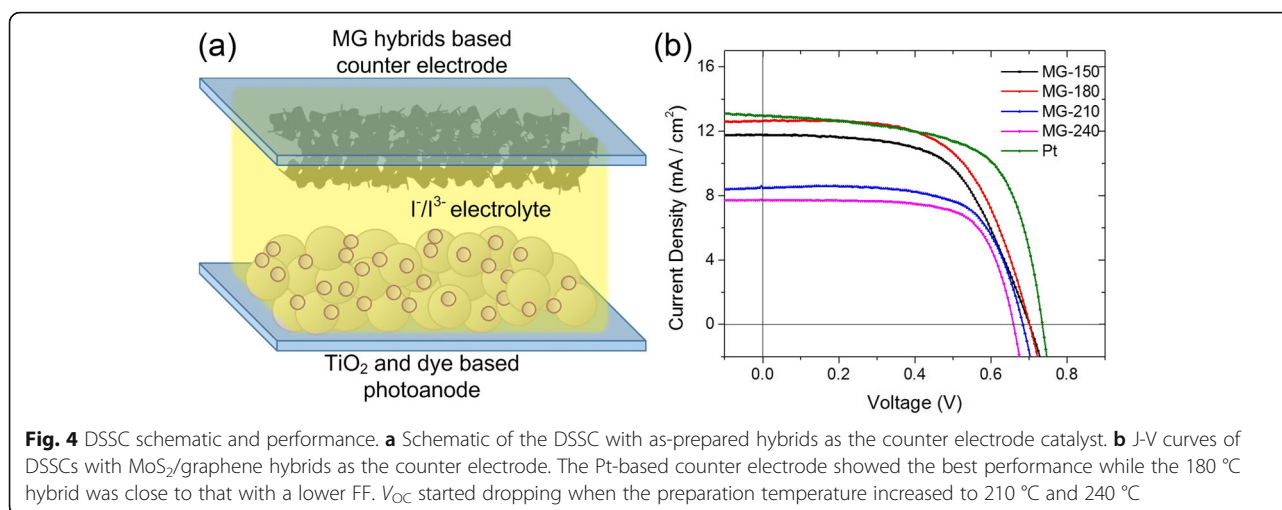 (a)
MG hybrids based
counter electrode
I⁻/I³⁻ electrolyte
TiO₂ and dye based
photoanode
(b)
16
12
8
4
0
Current Density (mA / cm²)
MG-150
MG-180
MG-210
MG-240
Pt
0.0 0.2 0.4 0.6 0.8
Voltage (V)
Fig. 4 DSSC schematic and performance. a Schematic of the DSSC with as-prepared hybrids as the counter electrode catalyst. b J-V curves of
DSSCs with MoS₂/graphene hybrids as the counter electrode. The Pt-based counter electrode showed the best performance while the 180 °C
hybrid was close to that with a lower FF. V_OC started dropping when the preparation temperature increased to 210 °C and 240 °C